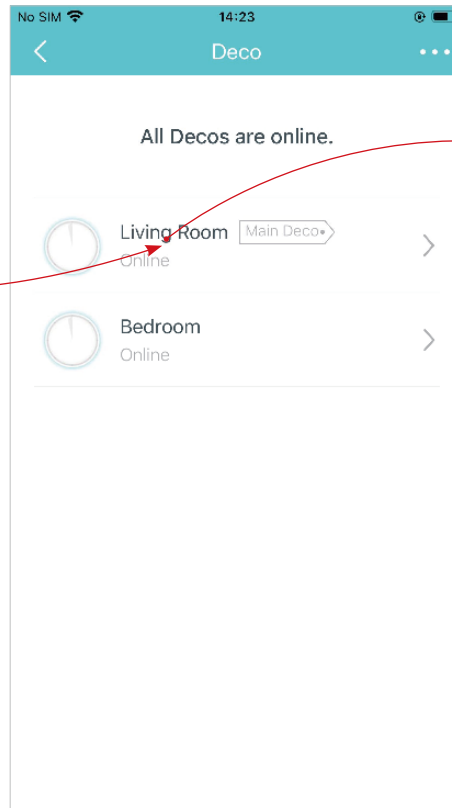 No SIM 14:23
Deco
All Decos are online.
Living Room Main Deco
Online
Bedroom
Online